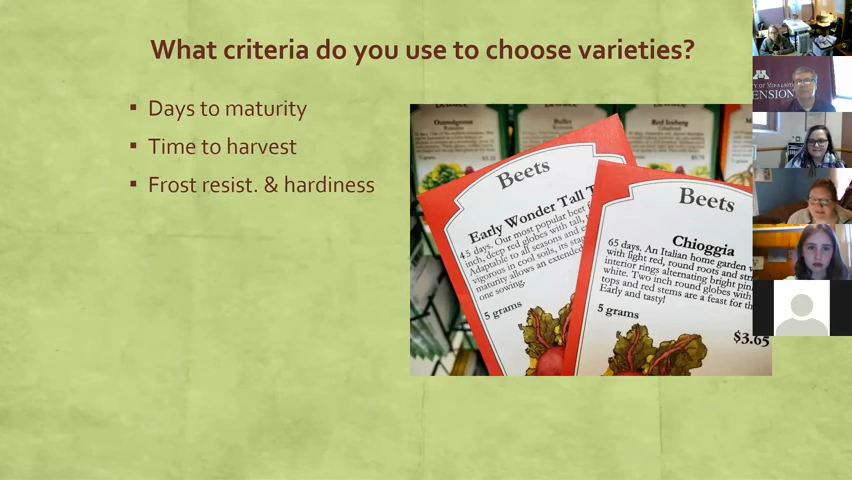 What criteria do you use to choose varieties?
▪ Days to maturity
▪ Time to harvest
▪ Frost resist. & hardiness
Beets
Early Wonder Tall T
45 days. Our most popular beet
inch, deep red globes with tall,
Adaptable to all seasons and
vigorous in cool soils, its
maturity allows an extended
one sowing.
5 grams
Beets
Chioggia
65 days. An Italian home garden
with light red, round roots and
interior rings alternating bright
white. Two inch round globes with
tops and red stems are a feast for
Early and tasty!
5 grams
$3.65
Red Iceberg